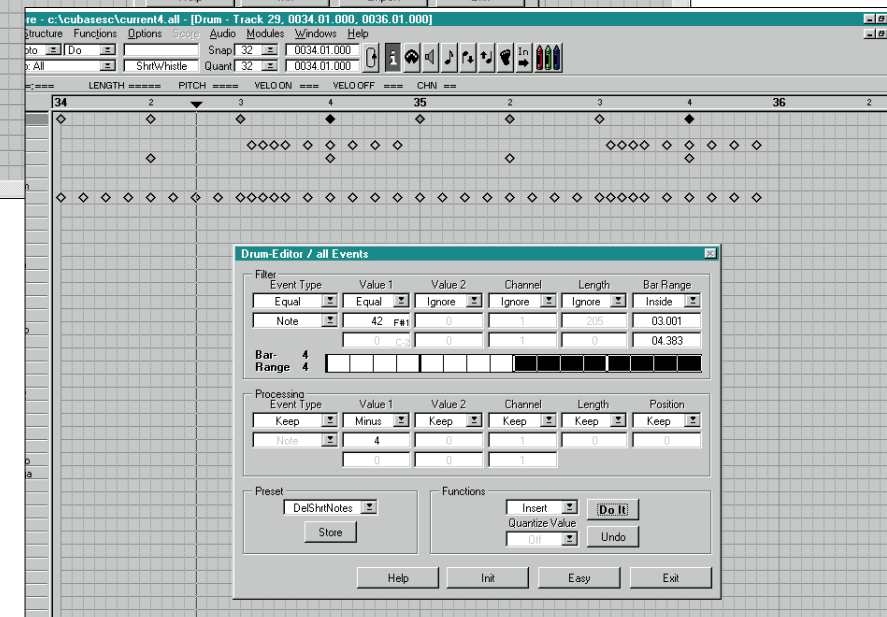 re - c:\cubasesc\current4.all - [Drum - Track 29, 0034.01.000, 0036.01.000]
Structure Functions Options Score Audio Modules Windows Help
oto Do Snap 32 0034.01.000 In
: All ShrtWhistle Quant 32 0034.01.000
=:=== LENGTH ===== PITCH ==== VELO ON === VELO OFF === CHN ==
34 2 3 4 35 2 3 4 36 2
Drum-Editor / all Events
Filter
Event Type Value 1 Value 2 Channel Length Bar Range
Equal Equal Ignore Ignore Ignore Inside
Note 42 F#1 0 1 205 03.001
0 C-2 0 1 0 04.383
Bar- 4
Range 4
Processing
Event Type Value 1 Value 2 Channel Length Position
Keep Minus Keep Keep Keep Keep
Note 4 0 1 0 0
0 0 1
Preset Functions
DelShrtNotes Insert Do It
Store Quantize Value
Off Undo
Help Init Easy Exit